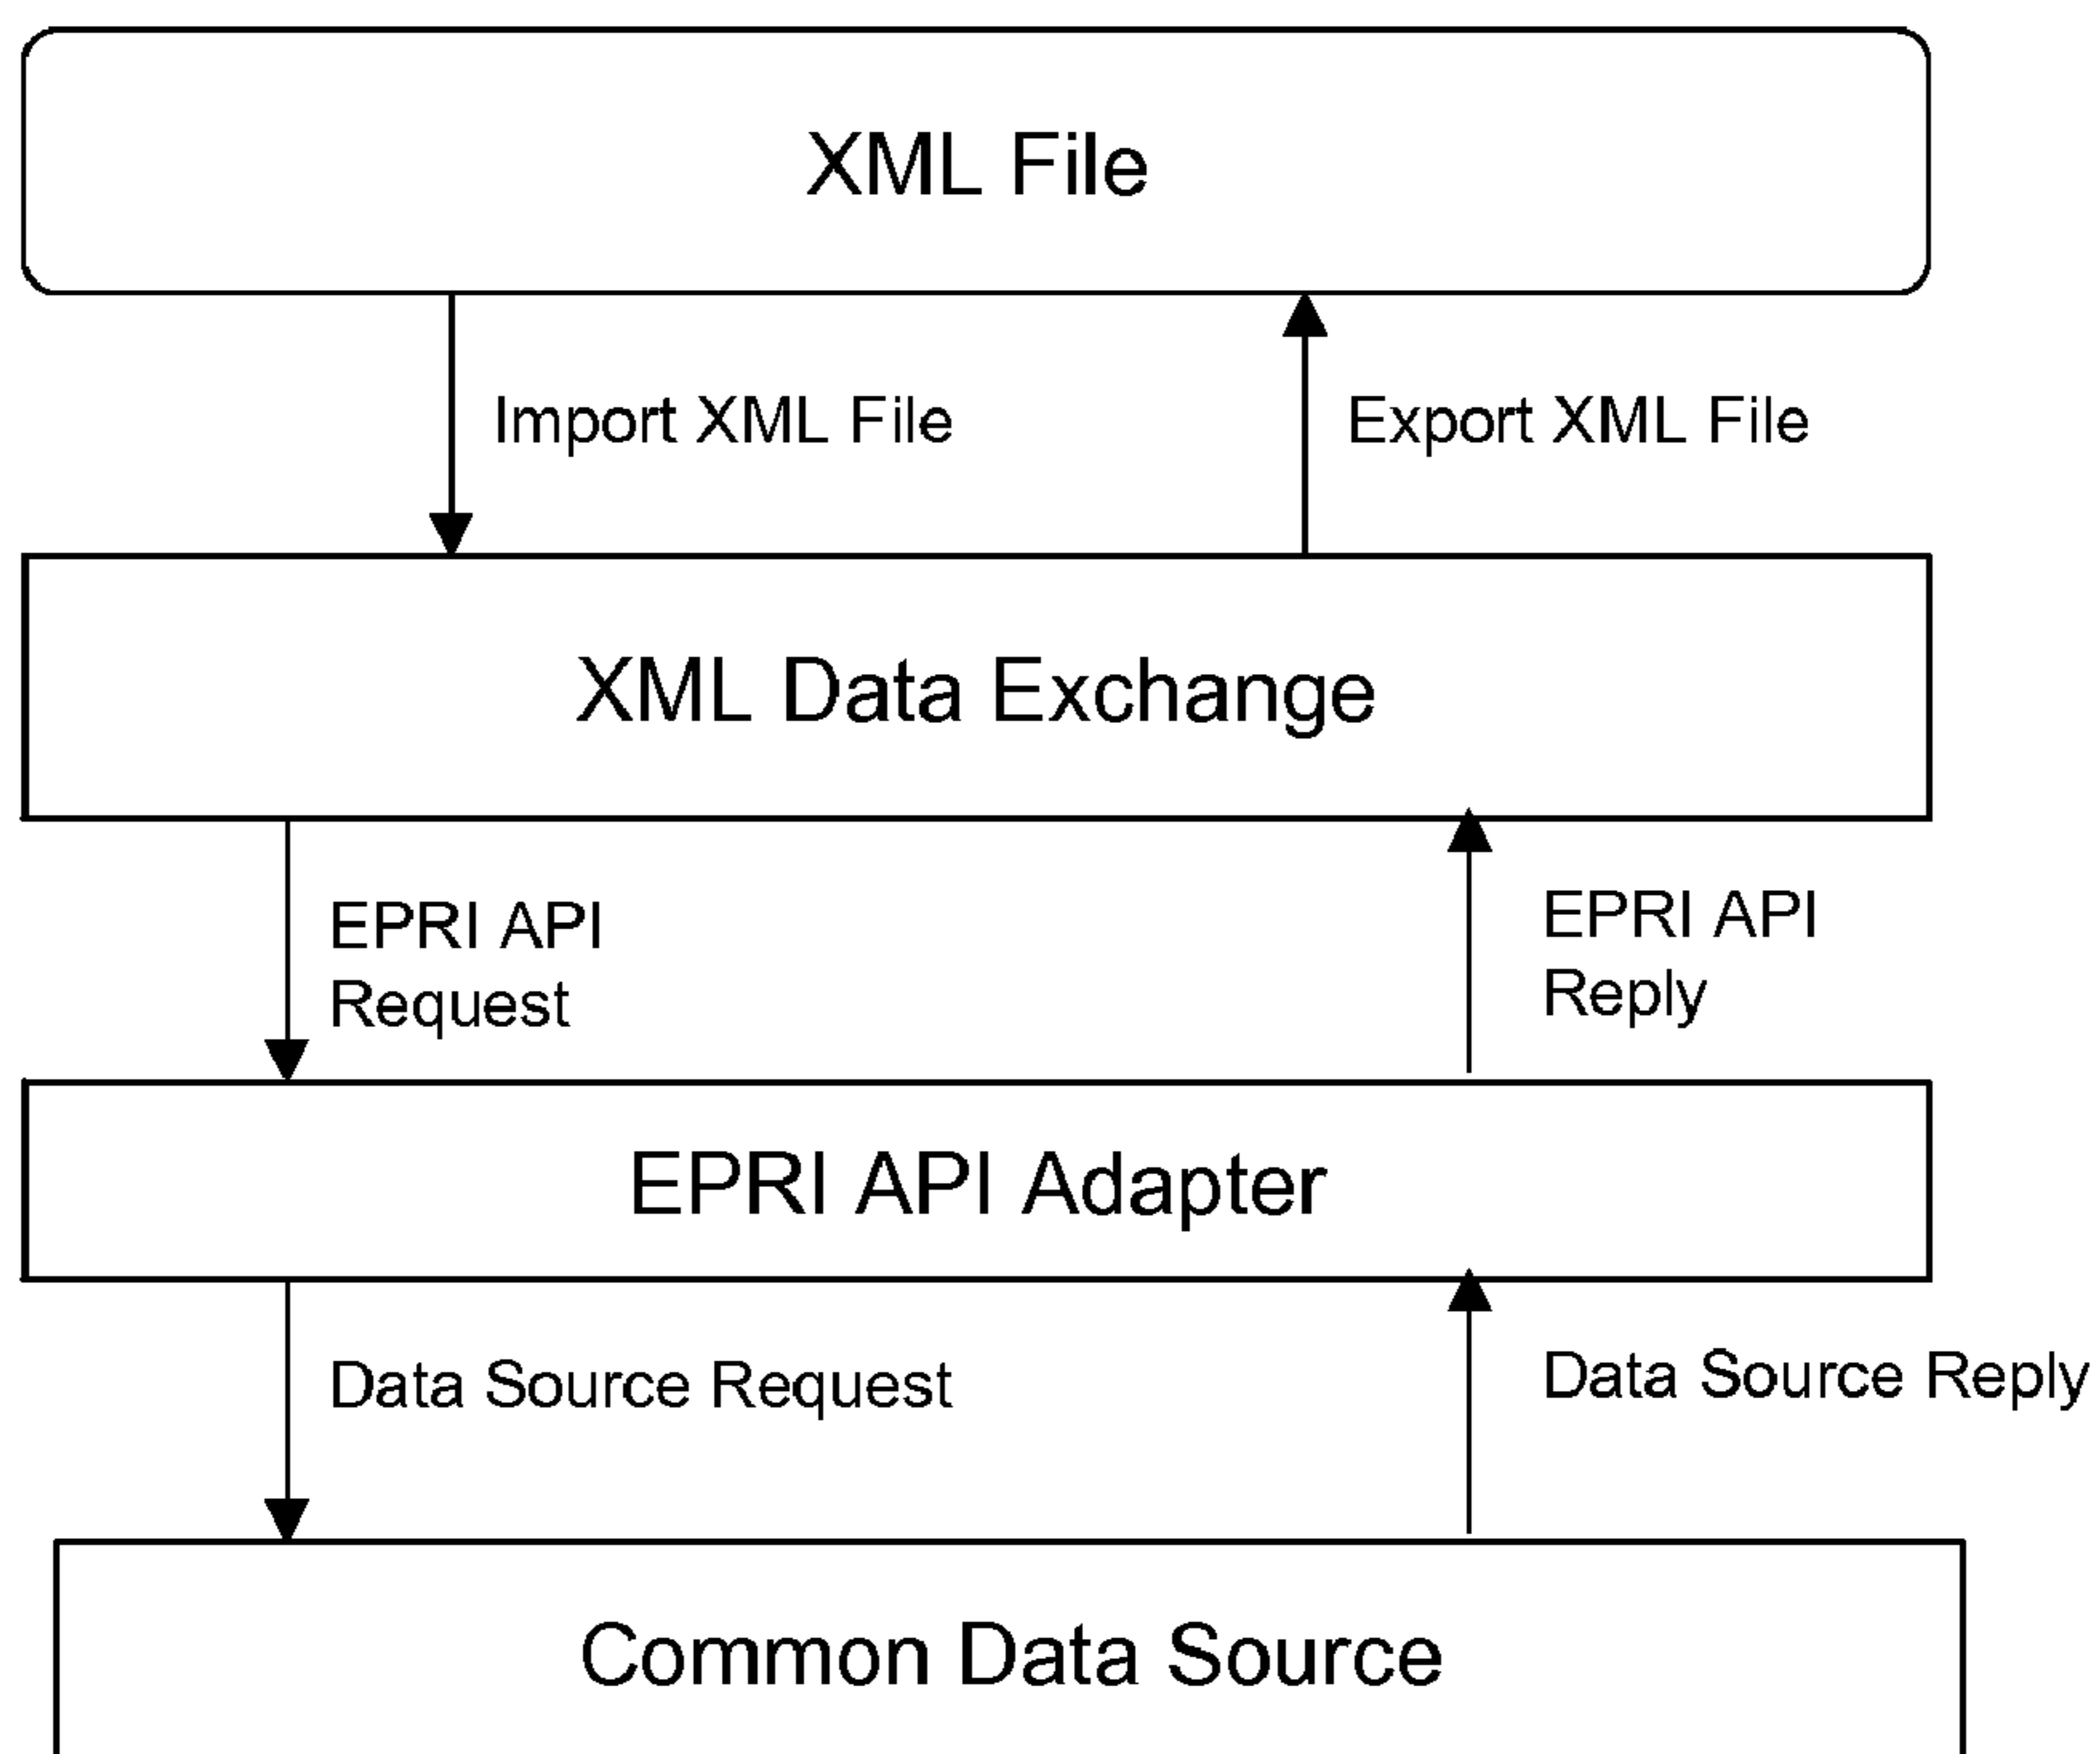 XML File
Import XML File
Export XML File
XML Data Exchange
EPRI API
Request
EPRI API
Reply
EPRI API Adapter
Data Source Request
Data Source Reply
Common Data Source